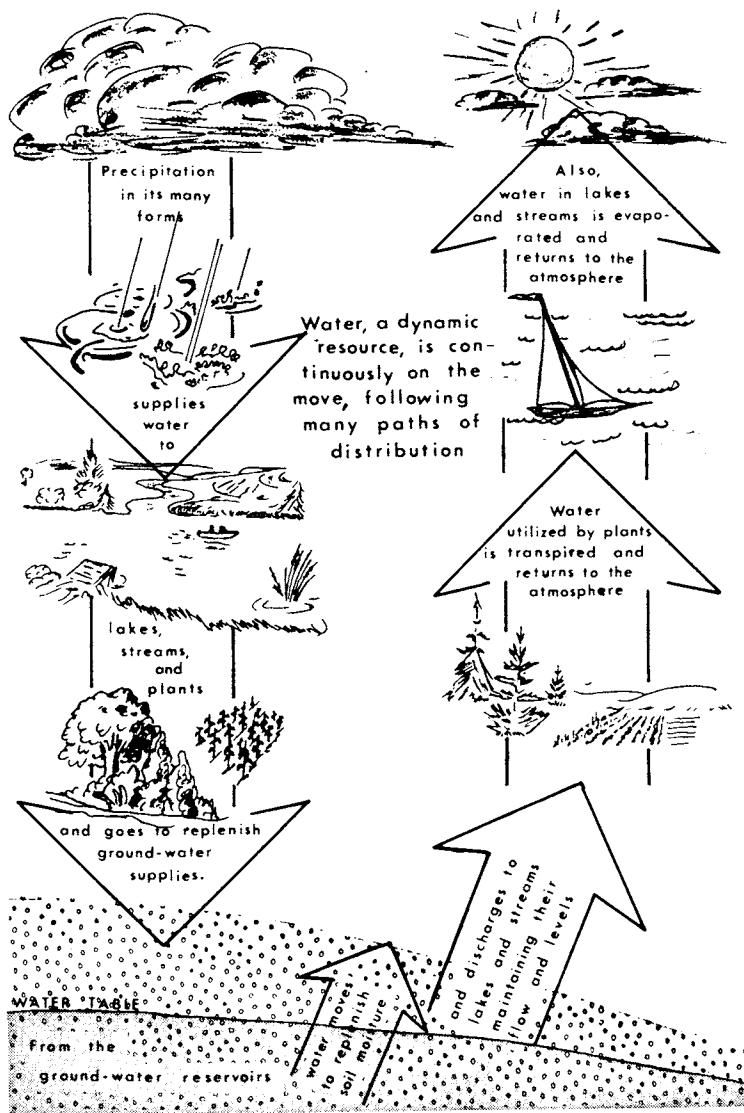 Precipitation
in its many
forms
supplies
water
to
lakes,
streams,
and
plants
and goes to replenish
ground-water
supplies.
Water, a dynamic
resource, is con-
tinuously on the
move, following
many paths of
distribution
WATER TABLE
From the
ground-water reservoirs
water moves
to replenish
soil moisture
and discharges to
lakes and streams
maintaining their
flow and levels
Water
utilized by plants
is transpired and
returns to the
atmosphere
Also,
water in lakes
and streams is evapo-
rated and
returns to the
atmosphere